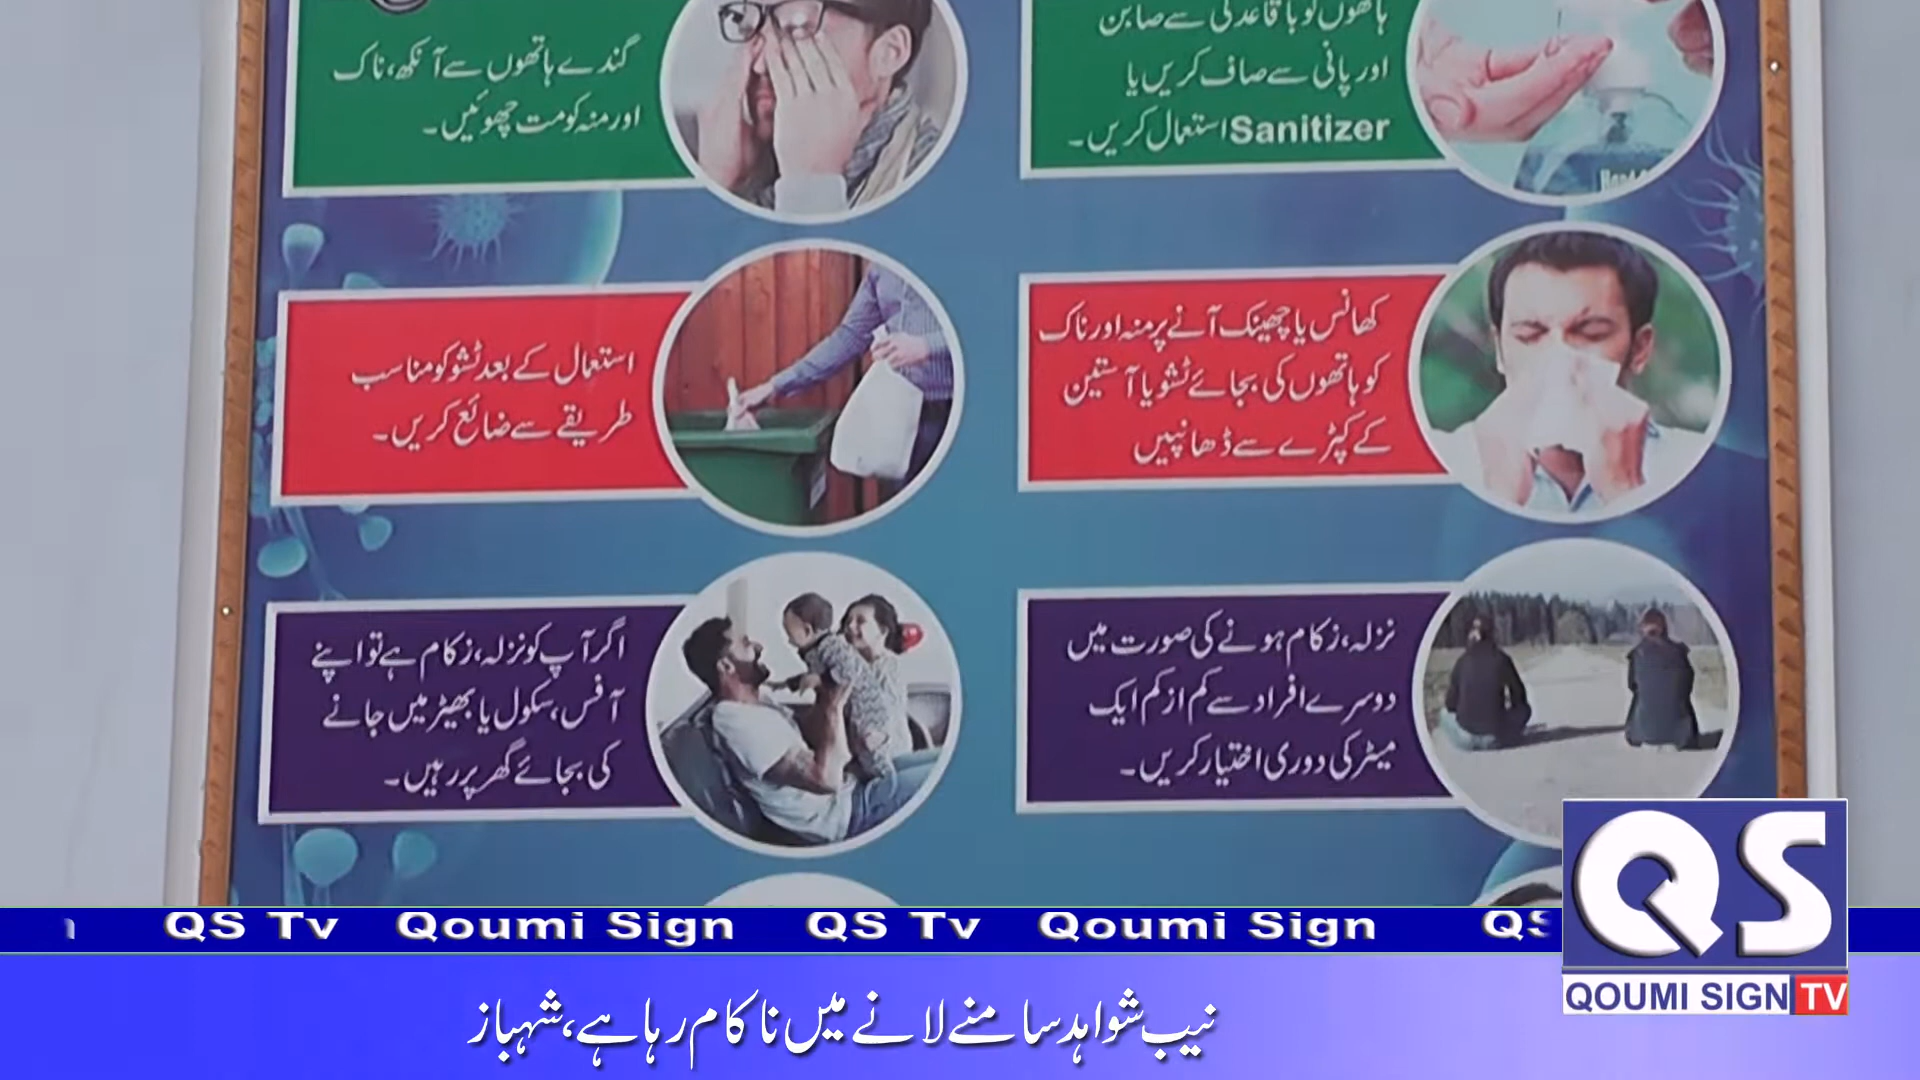 ہاتھوں کو باقاعدگی سے صابن
اور پانی سے صاف کریں یا
Sanitizer استعمال کریں۔
گندے ہاتھوں سے آنکھ، ناک
اور منہ کو مت چھوئیں۔
کھانس یا چھینک آنے پر منہ اور ناک
کو ہاتھوں کی بجائے ٹشو یا آستین
کے کپڑے سے ڈھانپیں
استعمال کے بعد ٹشو کو مناسب
طریقے سے ضائع کریں۔
نزلہ، زکام ہونے کی صورت میں
دوسرے افراد سے کم از کم ایک
میٹر کی دوری اختیار کریں۔
اگر آپ کو نزلہ، زکام ہے تو اپنے
آفس، سکول یا بھیڑ میں جانے
کی بجائے گھر پر رہیں۔
QS Tv Qoumi Sign QS Tv Qoumi Sign QS
QS
QOUMI SIGN TV
نیب شواہد سامنے لانے میں ناکام رہا ہے، شہباز